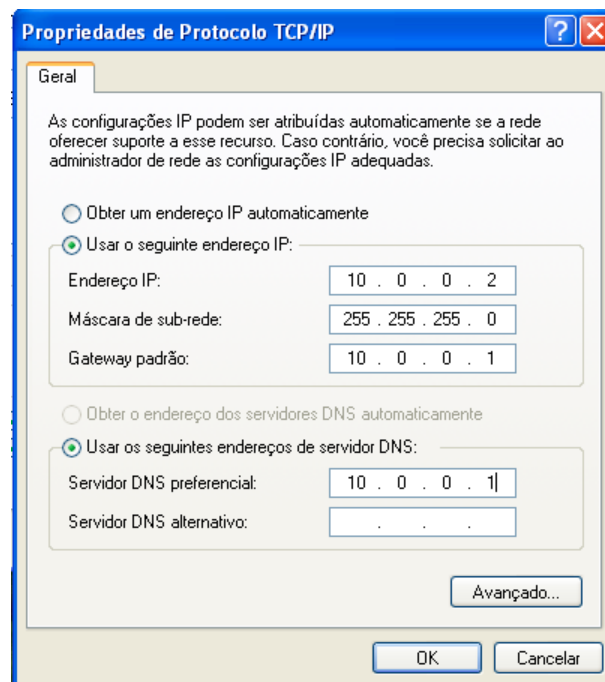 Propriedades de Protocolo TCP/IP
Geral
As configurações IP podem ser atribuídas automaticamente se a rede
oferecer suporte a esse recurso. Caso contrário, você precisa solicitar ao
administrador de rede as configurações IP adequadas.
Obter um endereço IP automaticamente
Usar o seguinte endereço IP:
Endereço IP: 10 . 0 . 0 . 2
Máscara de sub-rede: 255 . 255 . 255 . 0
Gateway padrão: 10 . 0 . 0 . 1
Obter o endereço dos servidores DNS automaticamente
Usar os seguintes endereços de servidor DNS:
Servidor DNS preferencial: 10 . 0 . 0 . 1
Servidor DNS alternativo: . . .
Avançado...
OK Cancelar